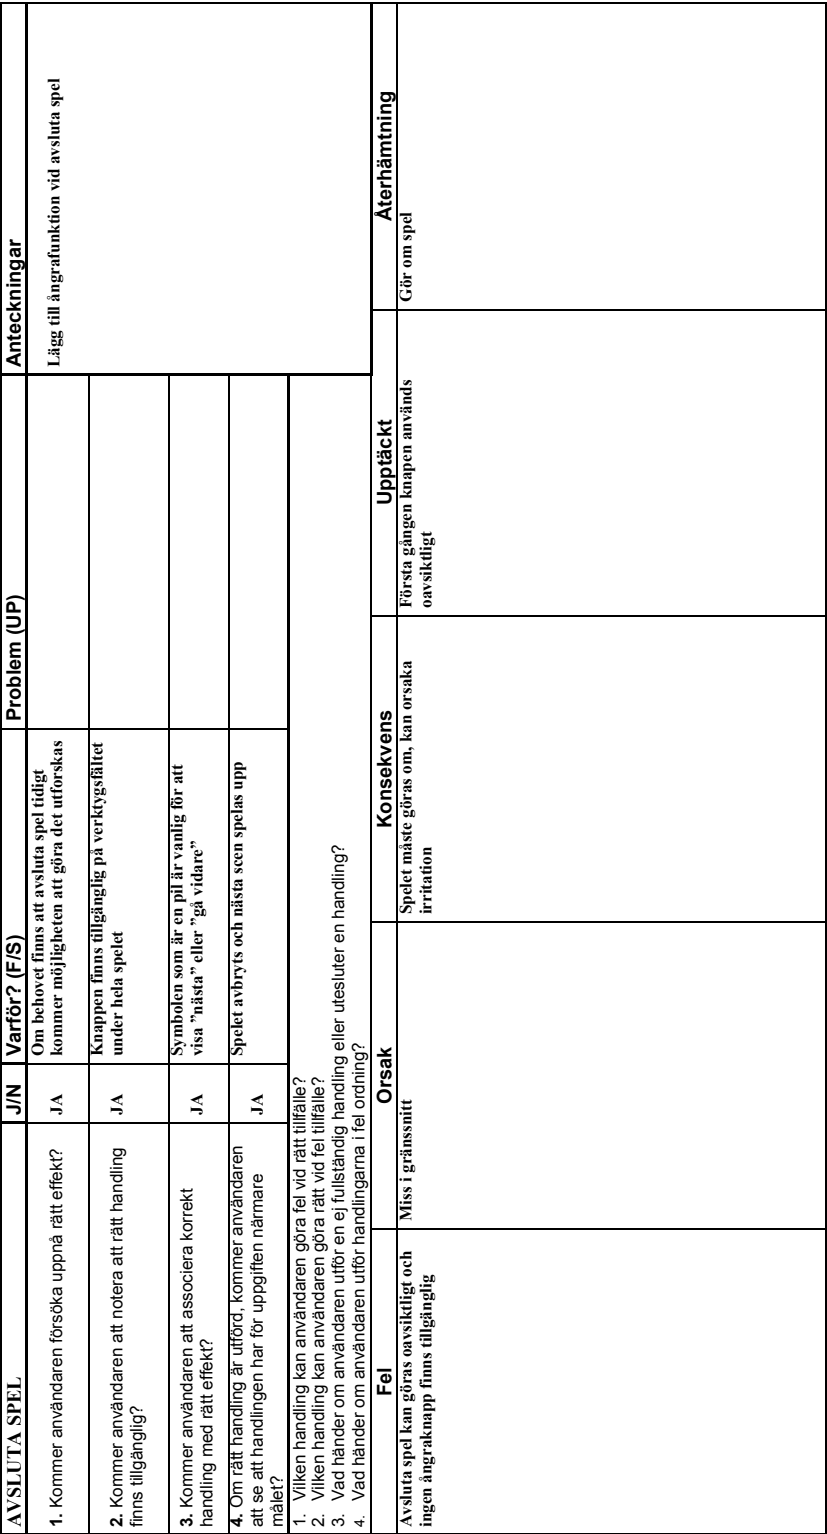 AVSLUTA SPEL
J/N
Varför? (F/S)
Problem (UP)
Anteckningar
1. Kommer användaren försöka uppnå rätt effekt?
JA
Om behovet finns att avsluta spel tidigt
kommer möjligheten att göra det utforskas
Lägg till ångrafunktion vid avsluta spel
2. Kommer användaren att notera att rätt handling
finns tillgänglig?
JA
Knappen finns tillgänglig på verktygsfältet
under hela spelet
3. Kommer användaren att associera korrekt
handling med rätt effekt?
JA
Symbolen som är en pil är vanlig för att
visa ”nästa” eller ”gå vidare”
4. Om rätt handling är utförd, kommer användaren
att se att handlingen har för uppgiften närmare
målet?
JA
Spelet avbryts och nästa scen spelas upp
1. Vilken handling kan användaren göra fel vid rätt tillfälle?
2. Vilken handling kan användaren göra rätt vid fel tillfälle?
3. Vad händer om användaren utför en ej fullständig handling eller utesluter en handling?
4. Vad händer om användaren utför handlingarna i fel ordning?
Fel
Orsak
Konsekvens
Upptäckt
Återhämtning
Avsluta spel kan göras oavsiktligt och
ingen ångraknapp finns tillgänglig
Miss i gränssnitt
Spelet måste göras om, kan orsaka
irritation
Första gången knapen används
oavsiktligt
Gör om spel